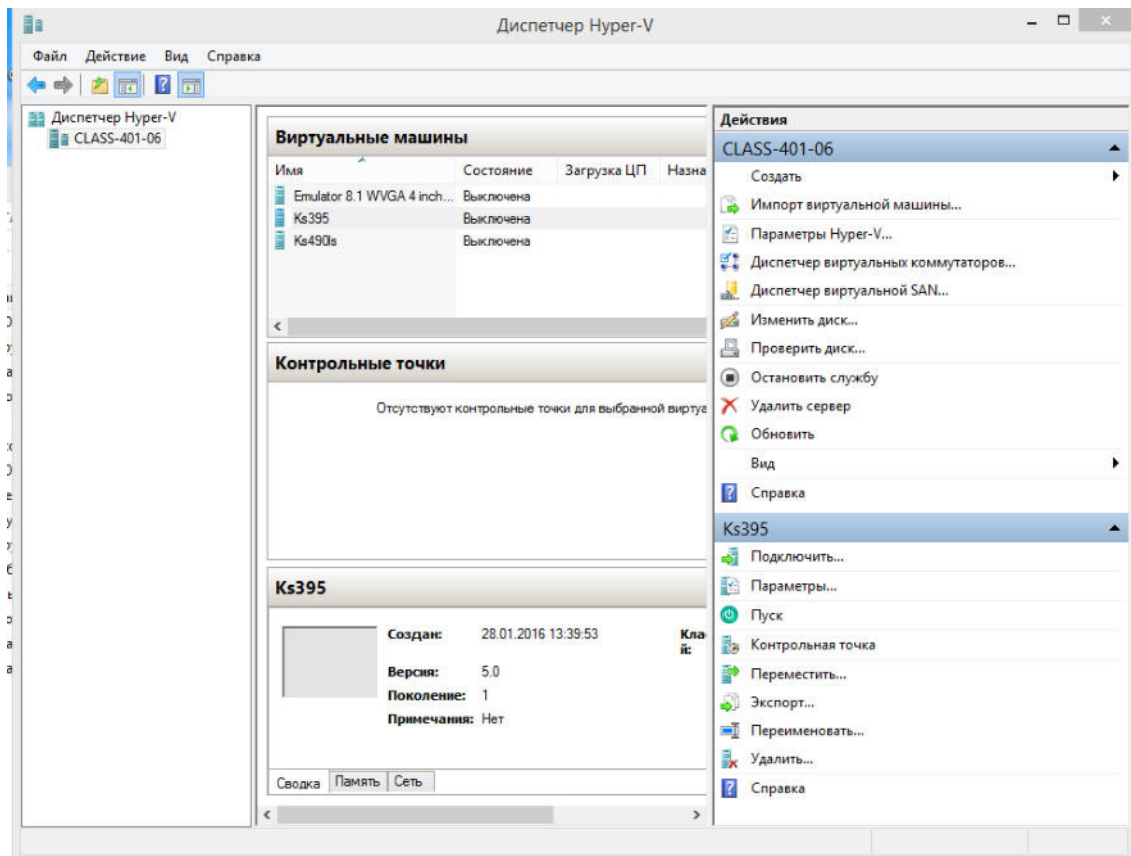 Диспетчер Hyper-V
Файл Действие Вид Справка
Диспетчер Hyper-V
CLASS-401-06
Виртуальные машины
Имя Состояние Загрузка ЦП Назна
Emulator 8.1 WVGA 4 inch... Выключена
Ks395 Выключена
Ks490ls Выключена
Контрольные точки
Отсутствуют контрольные точки для выбранной виртуа
Ks395
Создан: 28.01.2016 13:39:53 Кла
й:
Версия: 5.0
Поколение: 1
Примечания: Нет
Сводка Память Сеть
Действия
CLASS-401-06
Создать
Импорт виртуальной машины...
Параметры Hyper-V...
Диспетчер виртуальных коммутаторов...
Диспетчер виртуальной SAN...
Изменить диск...
Проверить диск...
Остановить службу
Удалить сервер
Обновить
Вид
Справка
Ks395
Подключить...
Параметры...
Пуск
Контрольная точка
Переместить...
Экспорт...
Переименовать...
Удалить...
Справка